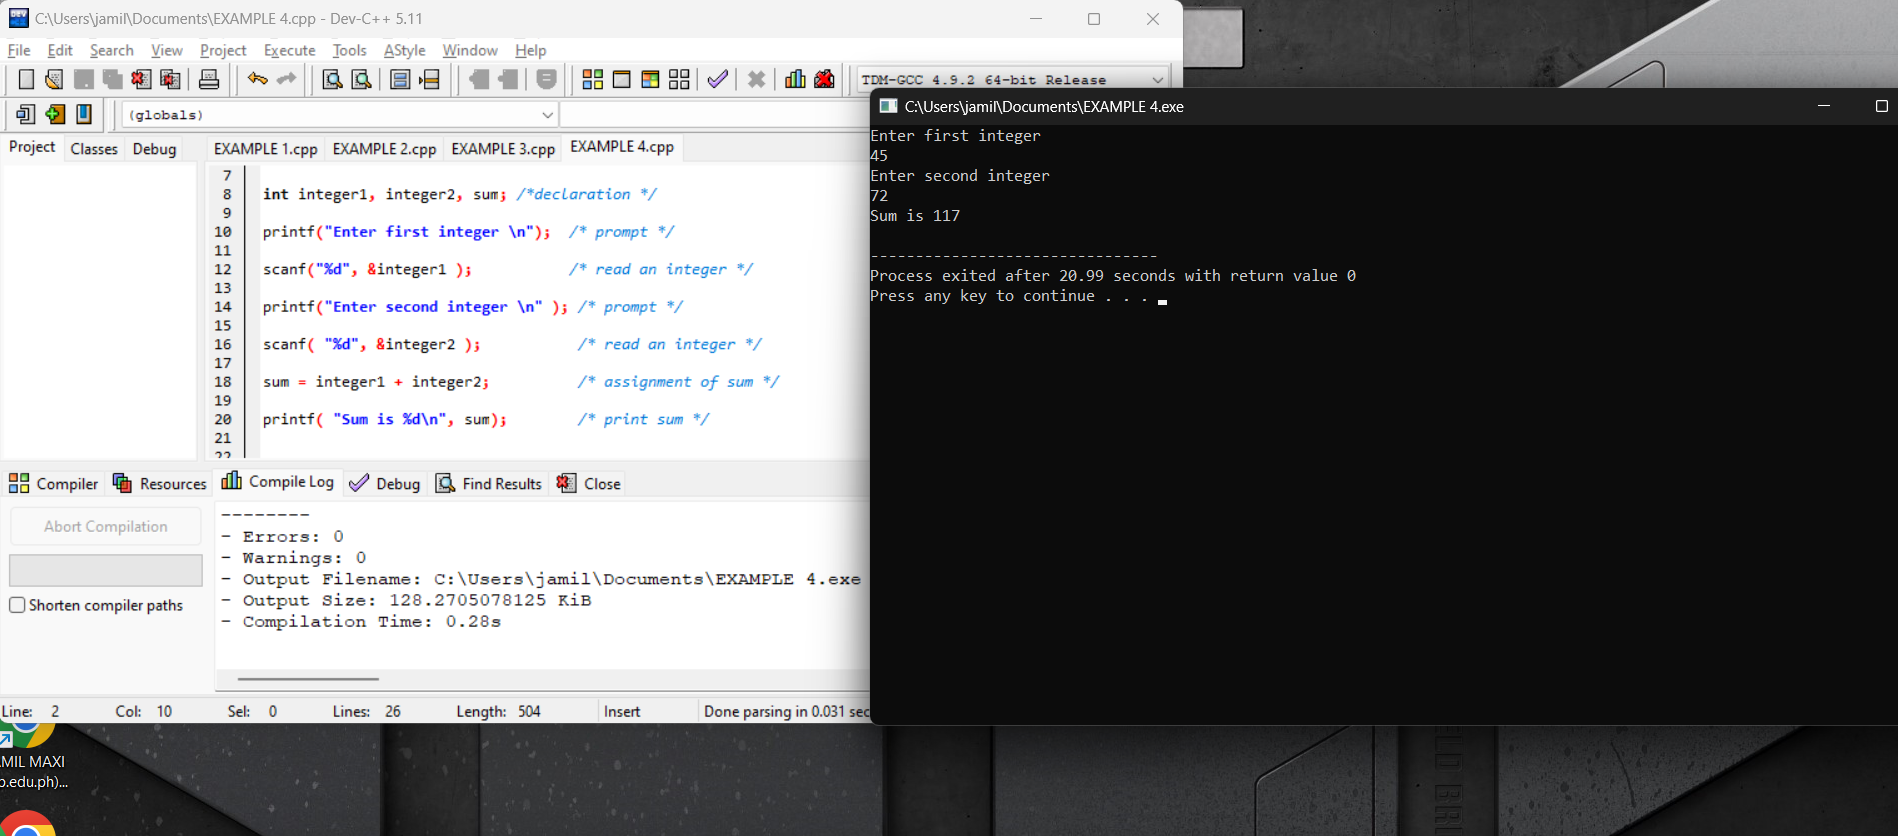 C:\Users\jamil\Documents\EXAMPLE 4.cpp - Dev-C++ 5.11
File Edit Search View Project Execute Tools AStyle Window Help
TDM-GCC 4.9.2 64-bit Release
(globals)
Project Classes Debug
EXAMPLE 1.cpp EXAMPLE 2.cpp EXAMPLE 3.cpp EXAMPLE 4.cpp
7
8 int integer1, integer2, sum; /*declaration */
9
10 printf("Enter first integer \n"); /* prompt */
11
12 scanf("%d", &integer1 ); /* read an integer */
13
14 printf("Enter second integer \n" ); /* prompt */
15
16 scanf( "%d", &integer2 ); /* read an integer */
17
18 sum = integer1 + integer2; /* assignment of sum */
19
20 printf( "Sum is %d\n", sum); /* print sum */
21
22
Compiler Resources Compile Log Debug Find Results Close
Abort Compilation
Shorten compiler paths
--------
- Errors: 0
- Warnings: 0
- Output Filename: C:\Users\jamil\Documents\EXAMPLE 4.exe
- Output Size: 128.2705078125 KiB
- Compilation Time: 0.28s
Line: 2 Col: 10 Sel: 0 Lines: 26 Length: 504 Insert Done parsing in 0.031 sec
C:\Users\jamil\Documents\EXAMPLE 4.exe
Enter first integer
45
Enter second integer
72
Sum is 117
--------------------------------
Process exited after 20.99 seconds with return value 0
Press any key to continue . . .
MIL MAXI
.edu.ph)...